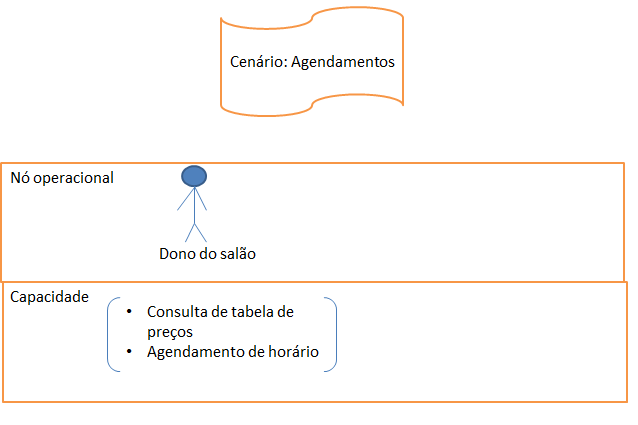 Cenário: Agendamentos
Nó operacional
Dono do salão
Capacidade
• Consulta de tabela de
preços
• Agendamento de horário